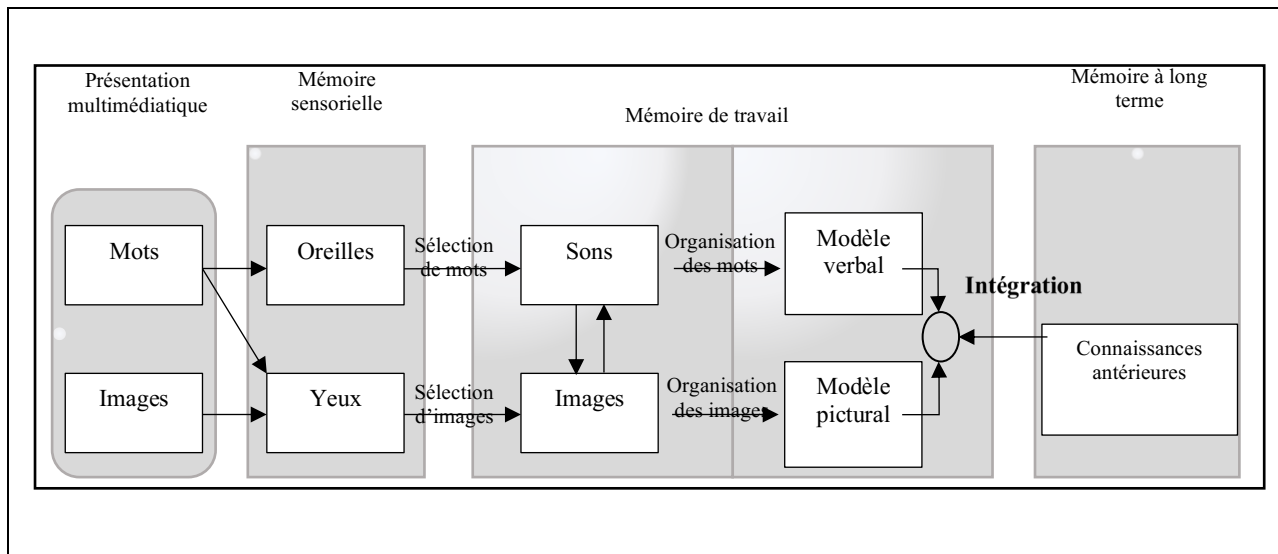 Présentation
multimédiatique
Mémoire
sensorielle
Mémoire de travail
Mémoire à long
terme
Mots
Oreilles
Sélection
de mots
Sons
Organisation
des mots
Modèle
verbal
Intégration
Connaissances
antérieures
Images
Yeux
Sélection
d’images
Images
Organisation
des images
Modèle
pictural